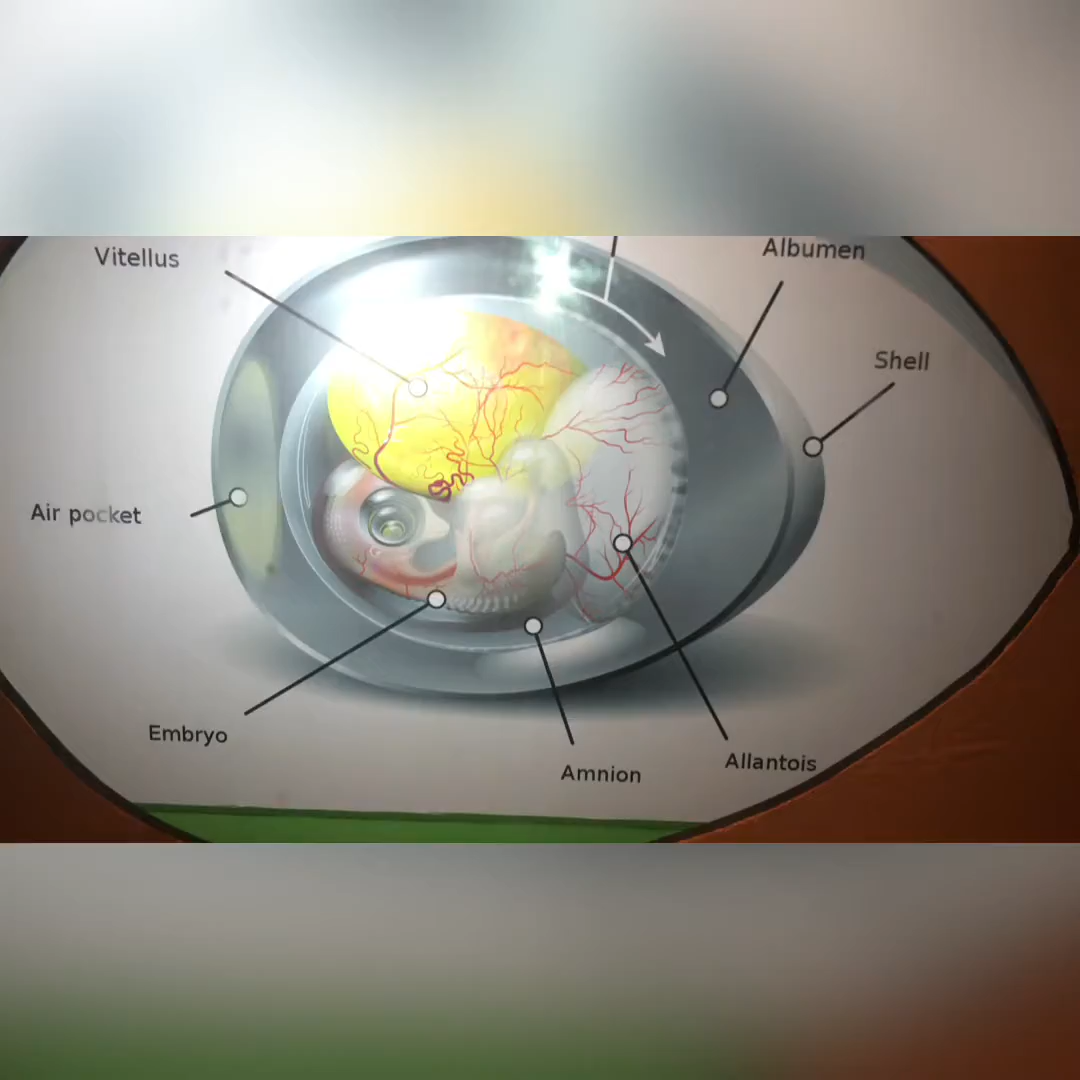 Vitellus
Albumen
Shell
Air pocket
Embryo
Amnion
Allantois